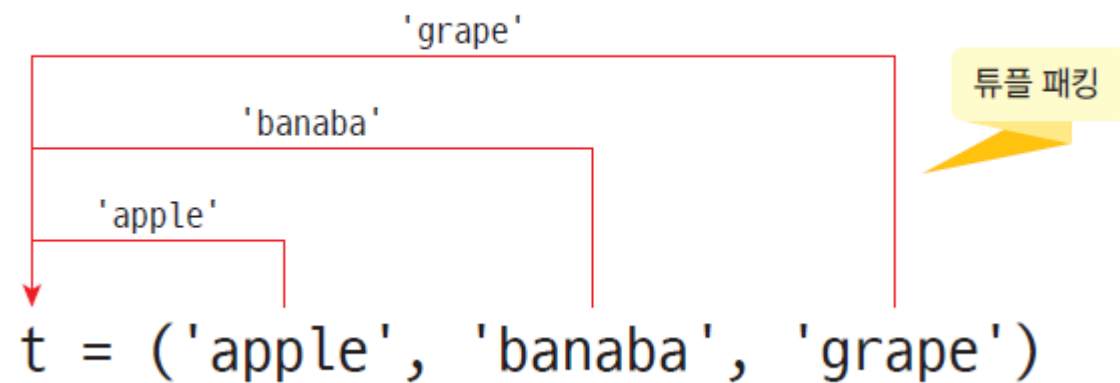 'grape'
튜플 패킹
'banaba'
'apple'
t = ('apple', 'banaba', 'grape')